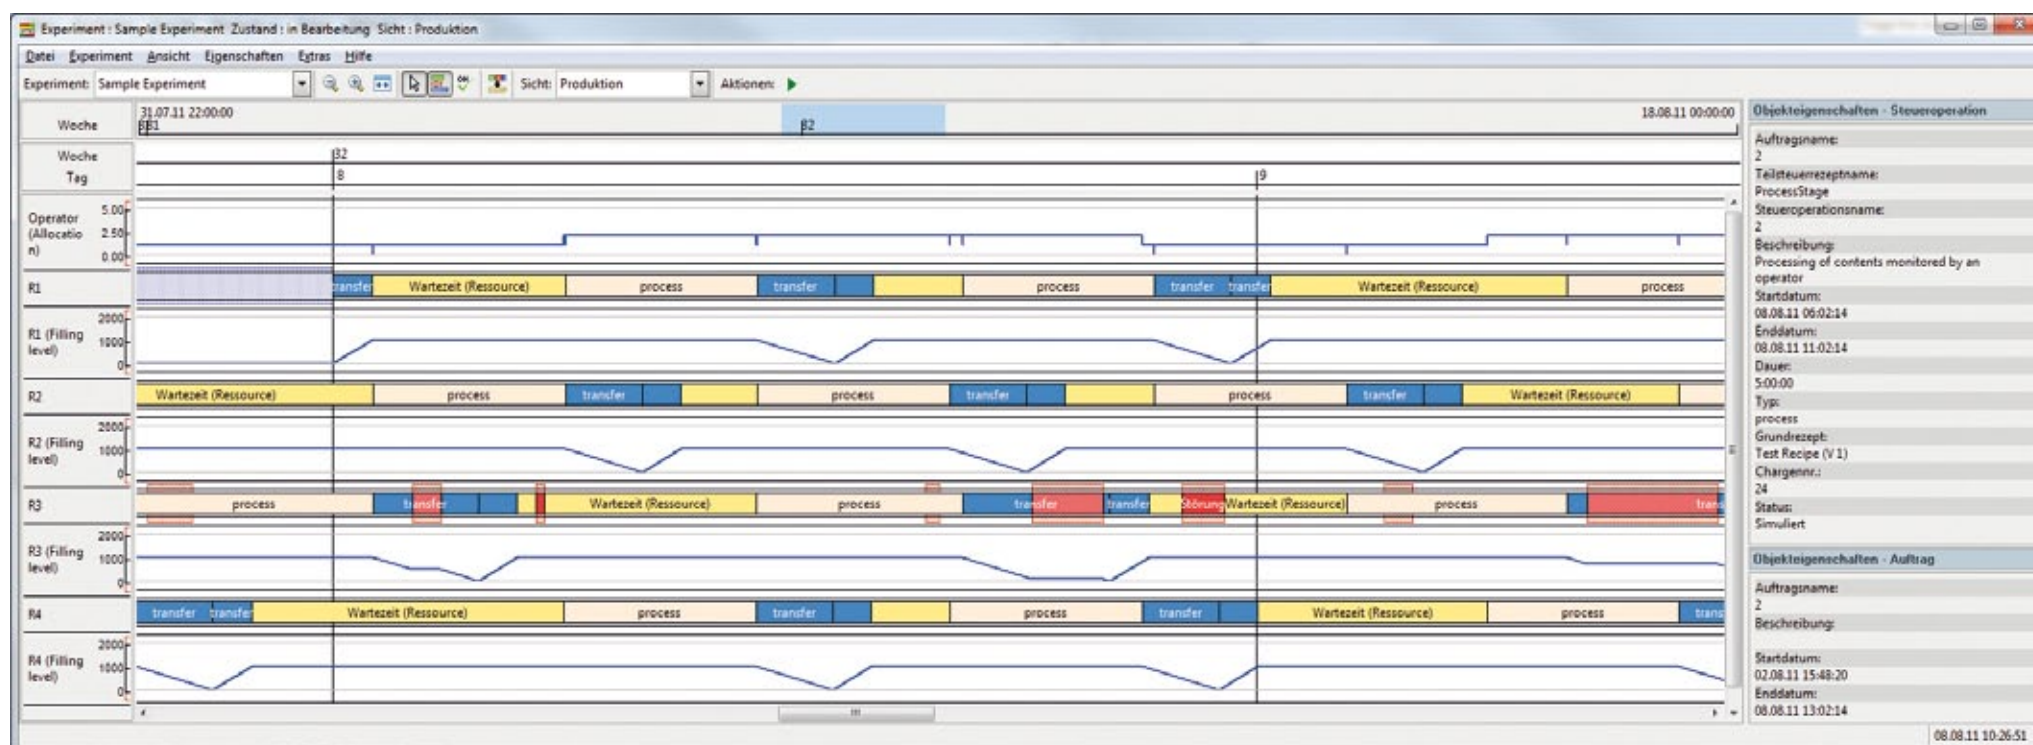 Experiment : Sample Experiment Zustand : in Bearbeitung Sicht : Produktion
Datei Experiment Ansicht Eigenschaften Extras Hilfe
Experiment: Sample Experiment Sicht: Produktion Aktionen:
Woche 31.07.11 22:00:00 18.08.11 00:00:00
32
Woche 32
Tag 8 9
Operator (Allocatio n) 5.00 2.50 0.00
R1 transfer Wartezeit (Ressource) process transfer process transfer transfer Wartezeit (Ressource) process
R1 (Filling level) 2000 1000 0
R2 Wartezeit (Ressource) process transfer process transfer process transfer Wartezeit (Ressource)
R2 (Filling level) 2000 1000 0
R3 process transfer Wartezeit (Ressource) process transfer transfer Störung Wartezeit (Ressource) process trans
R3 (Filling level) 2000 1000 0
R4 transfer transfer Wartezeit (Ressource) process transfer process transfer Wartezeit (Ressource) process trans
R4 (Filling level) 2000 1000 0
Objekteigenschaften - Steueroperation
Auftragsname:
2
Teilsteuerrezeptname:
ProcessStage
Steueroperationsname:
2
Beschreibung:
Processing of contents monitored by an
operator
Startdatum:
08.08.11 06:02:14
Enddatum:
08.08.11 11:02:14
Dauer:
5:00:00
Typ:
process
Grundrezept:
Test Recipe (V 1)
Chargennr.:
24
Status:
Simuliert
Objekteigenschaften - Auftrag
Auftragsname:
2
Beschreibung:
Startdatum:
02.08.11 15:48:20
Enddatum:
08.08.11 13:02:14
08.08.11 10:26:51